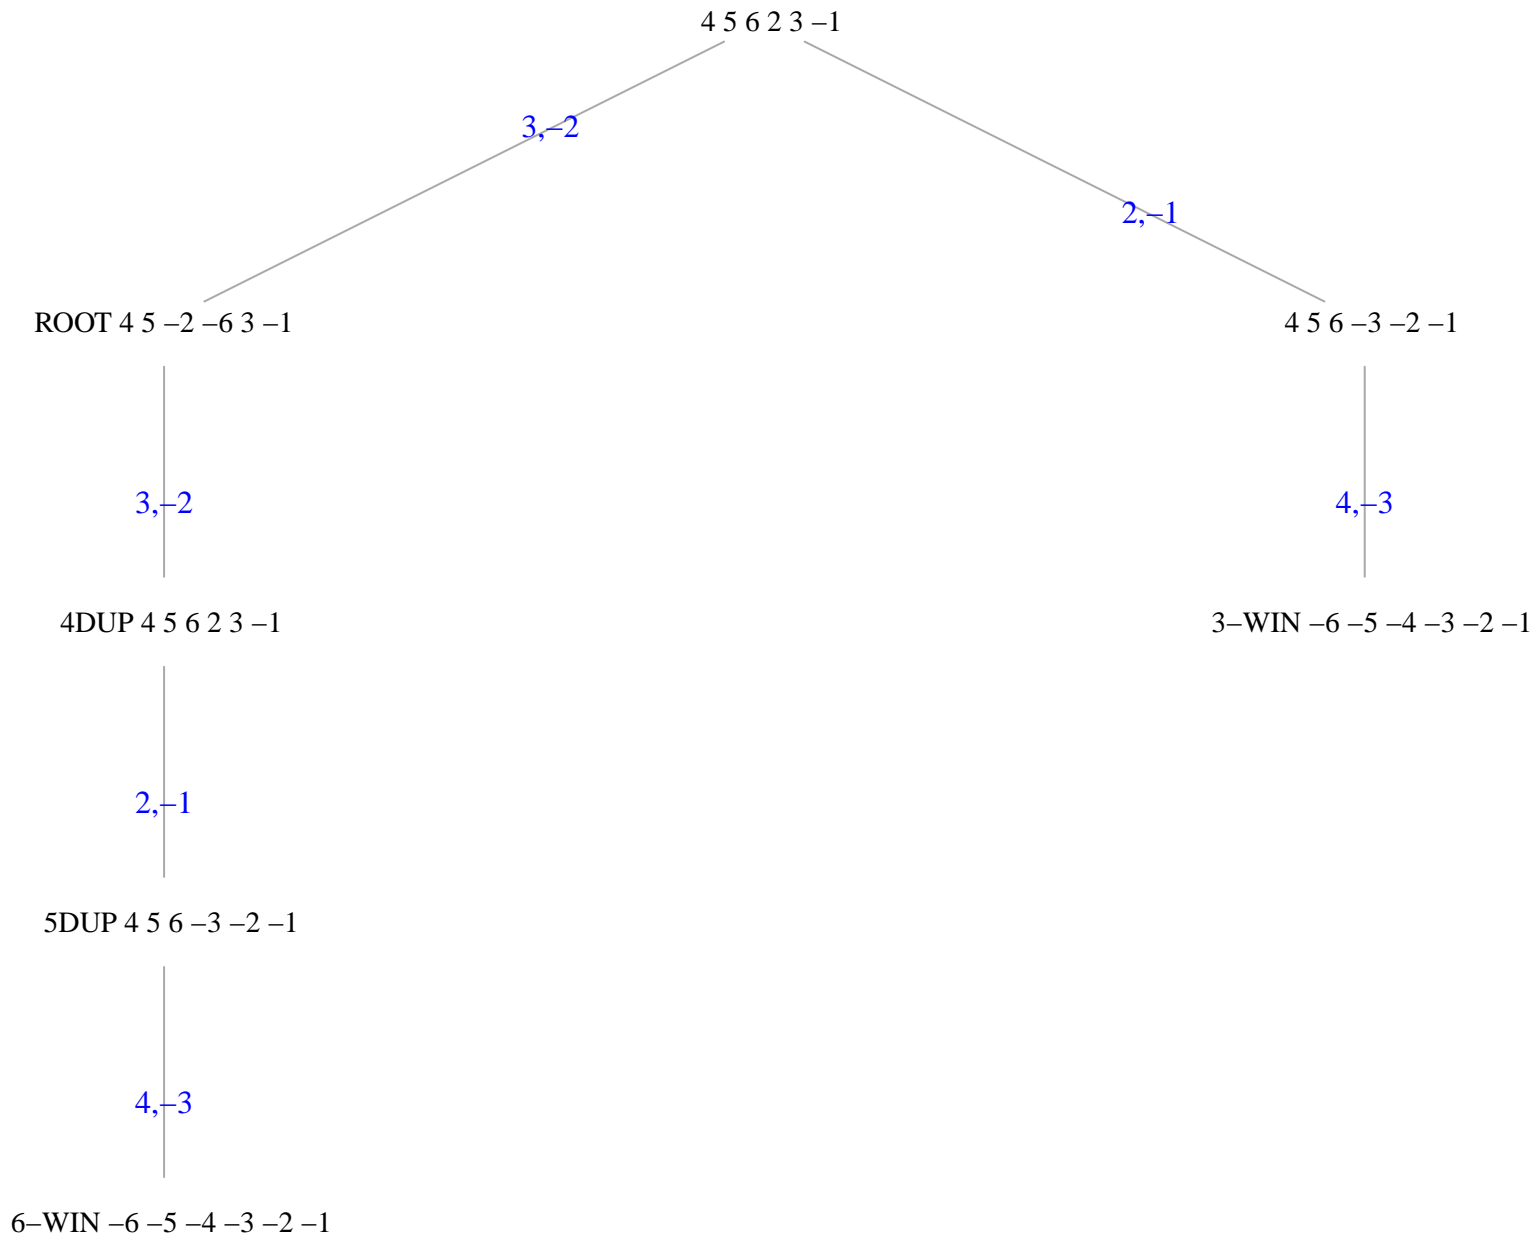 4 5 6 2 3 –1
3,–2
2,–1
ROOT 4 5 –2 –6 3 –1
4 5 6 –3 –2 –1
3,–2
4,–3
4DUP 4 5 6 2 3 –1
3–WIN –6 –5 –4 –3 –2 –1
2,–1
5DUP 4 5 6 –3 –2 –1
4,–3
6–WIN –6 –5 –4 –3 –2 –1